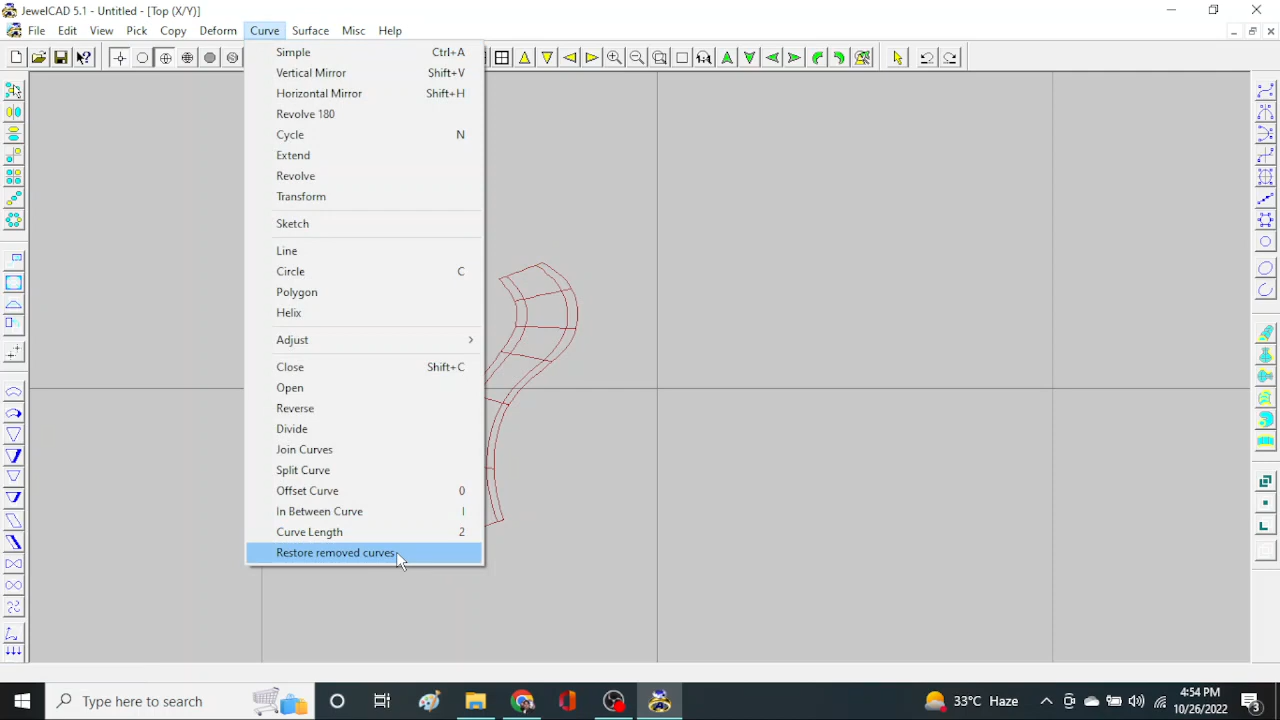 JewelCAD 5.1 - Untitled - [Top (X/Y)]
File Edit View Pick Copy Deform Curve Surface Misc Help
Simple Ctrl+A
Vertical Mirror Shift+V
Horizontal Mirror Shift+H
Revolve 180
Cycle N
Extend
Revolve
Transform
Sketch
Line
Circle C
Polygon
Helix
Adjust
Close Shift+C
Open
Reverse
Divide
Join Curves
Split Curve
Offset Curve 0
In Between Curve I
Curve Length 2
Restore removed curves
Type here to search
33°C Haze
4:54 PM
10/26/2022
3